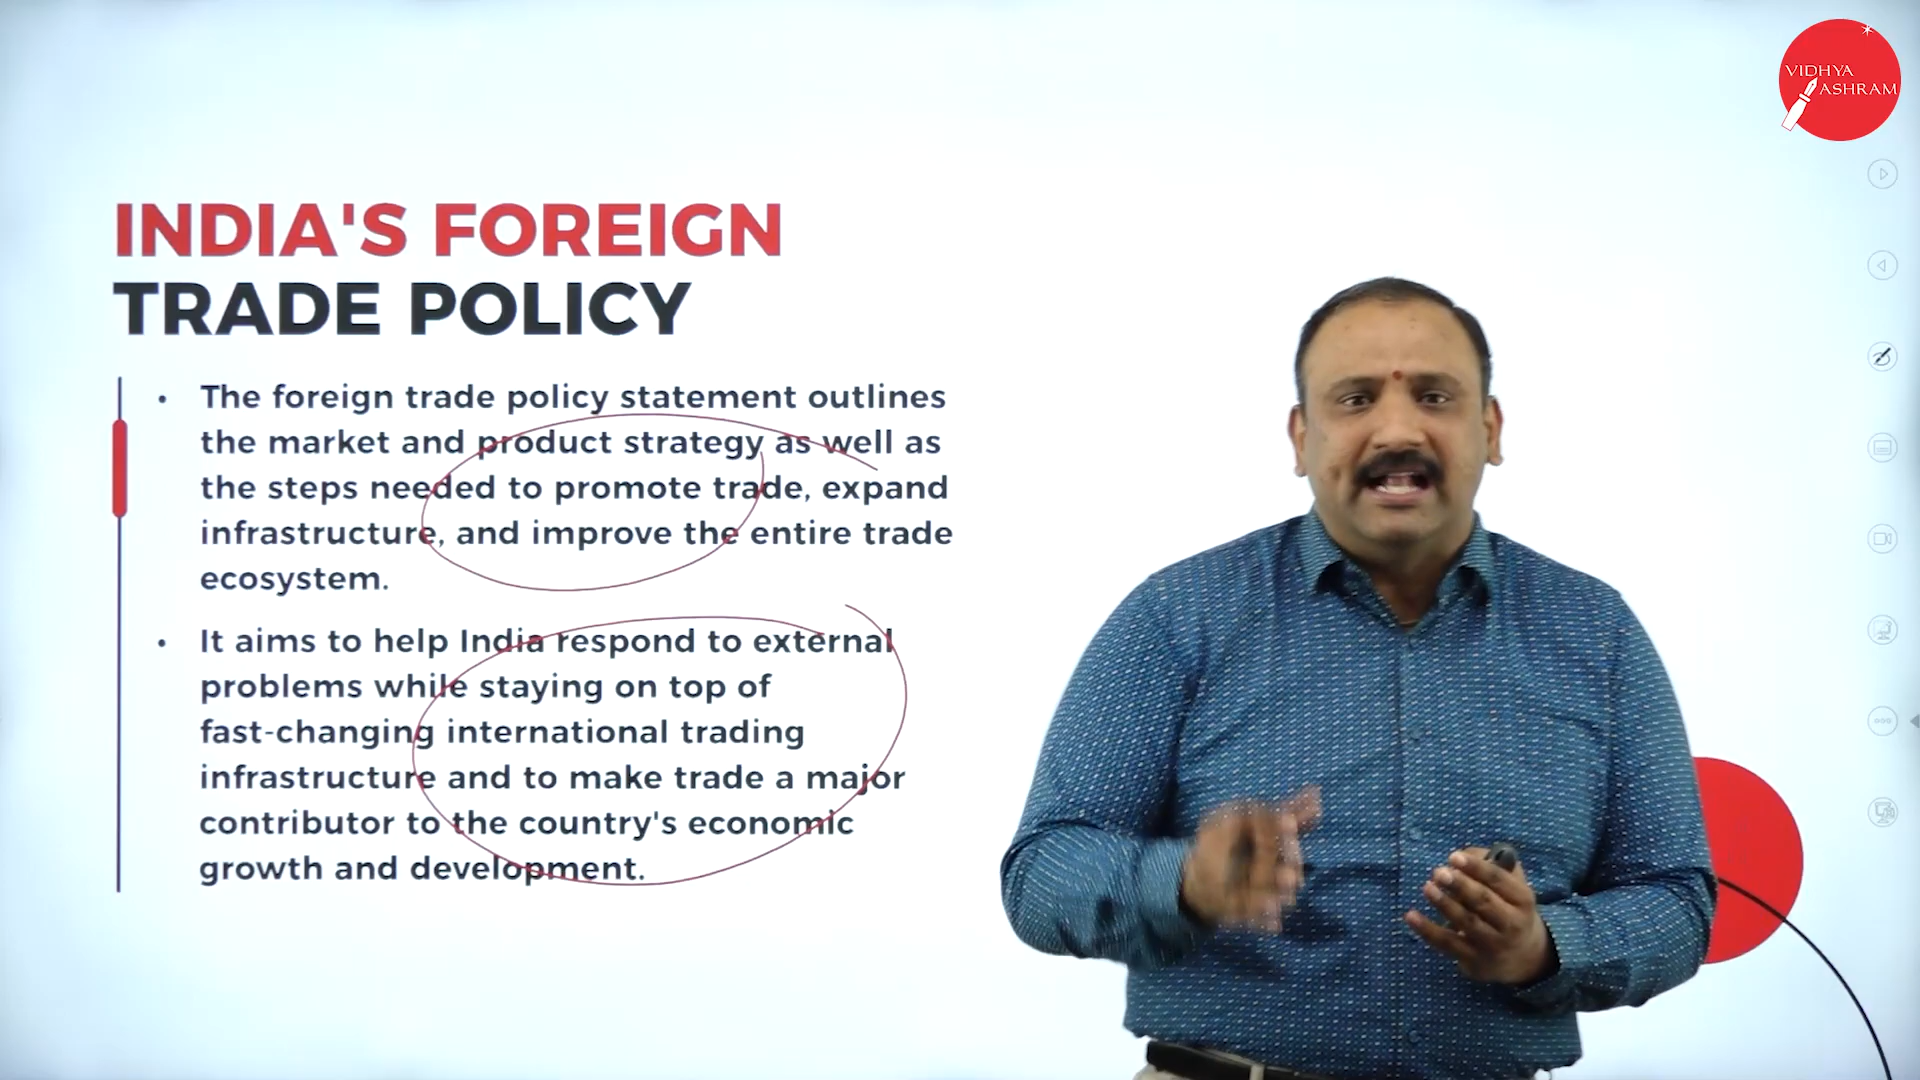 VIDHYA
ASHRAM
INDIA'S FOREIGN
TRADE POLICY
• The foreign trade policy statement outlines
the market and product strategy as well as
the steps needed to promote trade, expand
infrastructure, and improve the entire trade
ecosystem.
• It aims to help India respond to external
problems while staying on top of
fast-changing international trading
infrastructure and to make trade a major
contributor to the country's economic
growth and development.